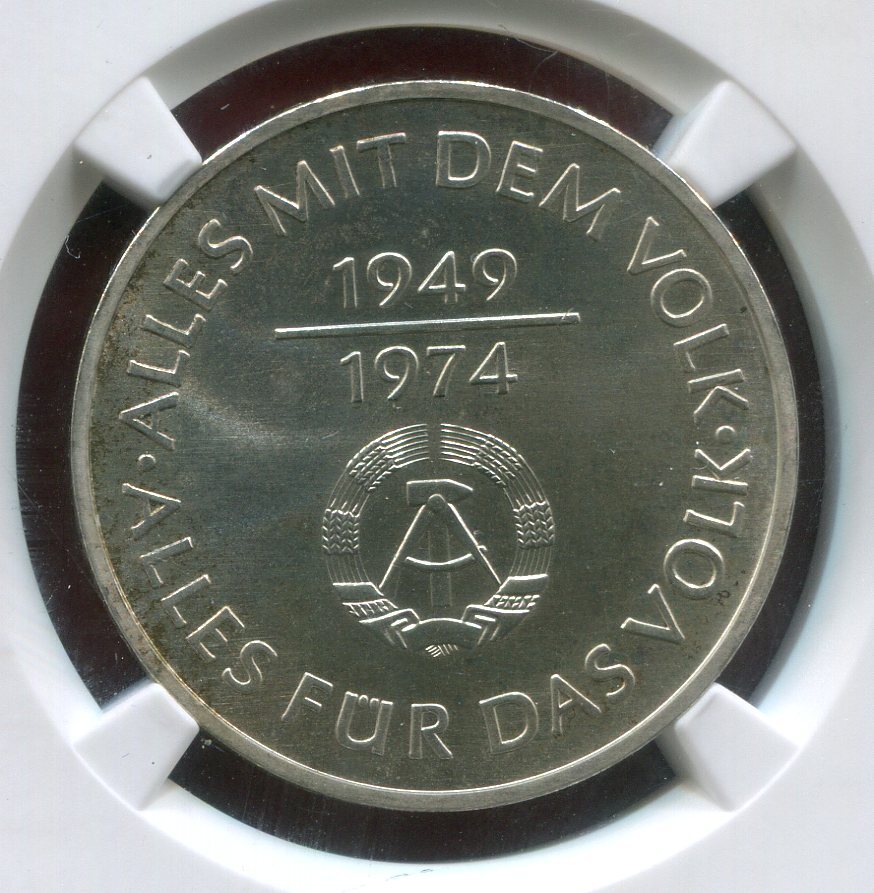 ALLES MIT DEM VOLK ·
1949
1974
ALLES FÜR DAS VOLK ·